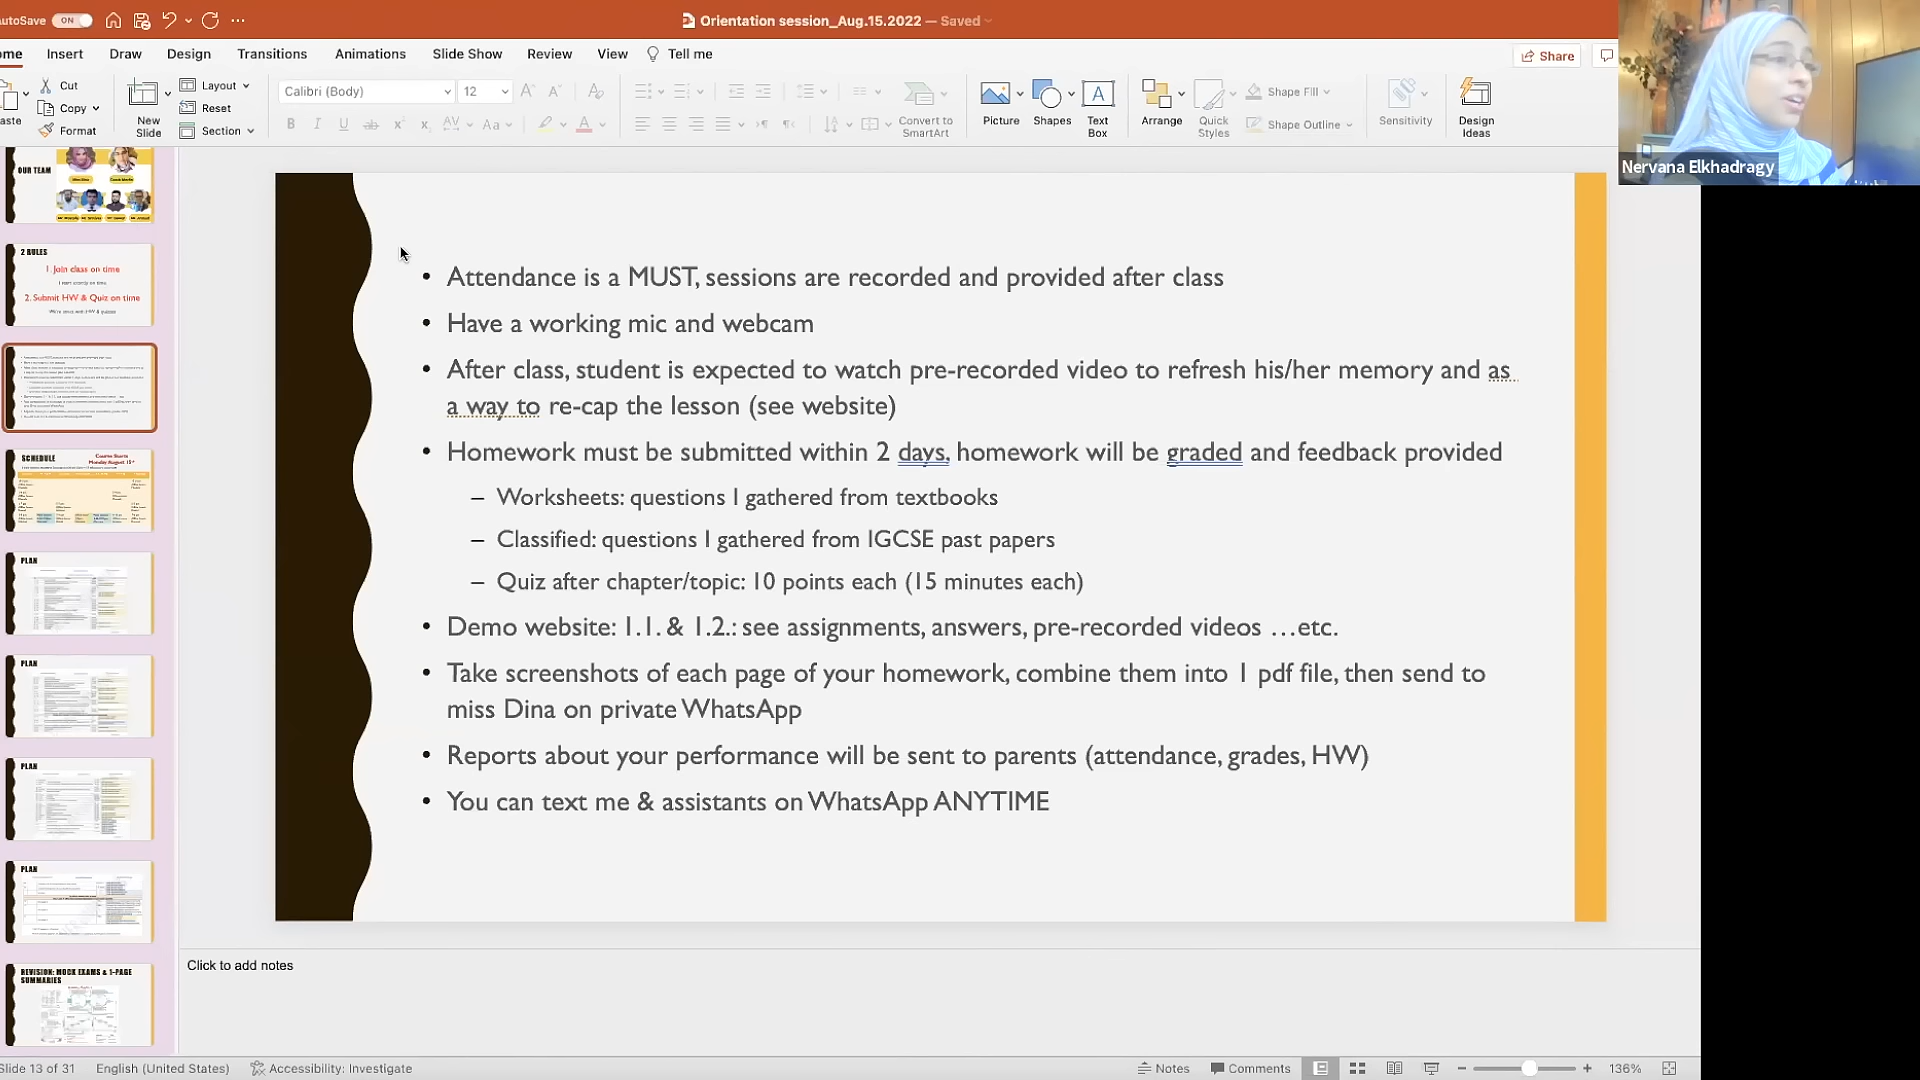 AutoSave ON
Orientation session_Aug.15.2022 — Saved
Home Insert Draw Design Transitions Animations Slide Show Review View Tell me
Share
Paste
Cut
Copy
Format
New Slide
Layout
Reset
Section
Calibri (Body) 12
Convert to SmartArt
Picture
Shapes
Text Box
Arrange
Quick Styles
Shape Fill
Shape Outline
Sensitivity
Design Ideas
Nervana Elkhadragy
OUR TEAM
2 RULES
1. Join class on time
2. Submit HW & Quiz on time
SCHEDULE
Course Starts
Monday August 15
PLAN
PLAN
PLAN
PLAN
REVISION: MOCK EXAMS & 1-PAGE
SUMMARIES
• Attendance is a MUST, sessions are recorded and provided after class
• Have a working mic and webcam
• After class, student is expected to watch pre-recorded video to refresh his/her memory and as
a way to re-cap the lesson (see website)
• Homework must be submitted within 2 days, homework will be graded and feedback provided
– Worksheets: questions I gathered from textbooks
– Classified: questions I gathered from IGCSE past papers
– Quiz after chapter/topic: 10 points each (15 minutes each)
• Demo website: 1.1. & 1.2.: see assignments, answers, pre-recorded videos …etc.
• Take screenshots of each page of your homework, combine them into 1 pdf file, then send to
miss Dina on private WhatsApp
• Reports about your performance will be sent to parents (attendance, grades, HW)
• You can text me & assistants on WhatsApp ANYTIME
Click to add notes
Slide 13 of 31 English (United States) Accessibility: Investigate
Notes Comments 136%